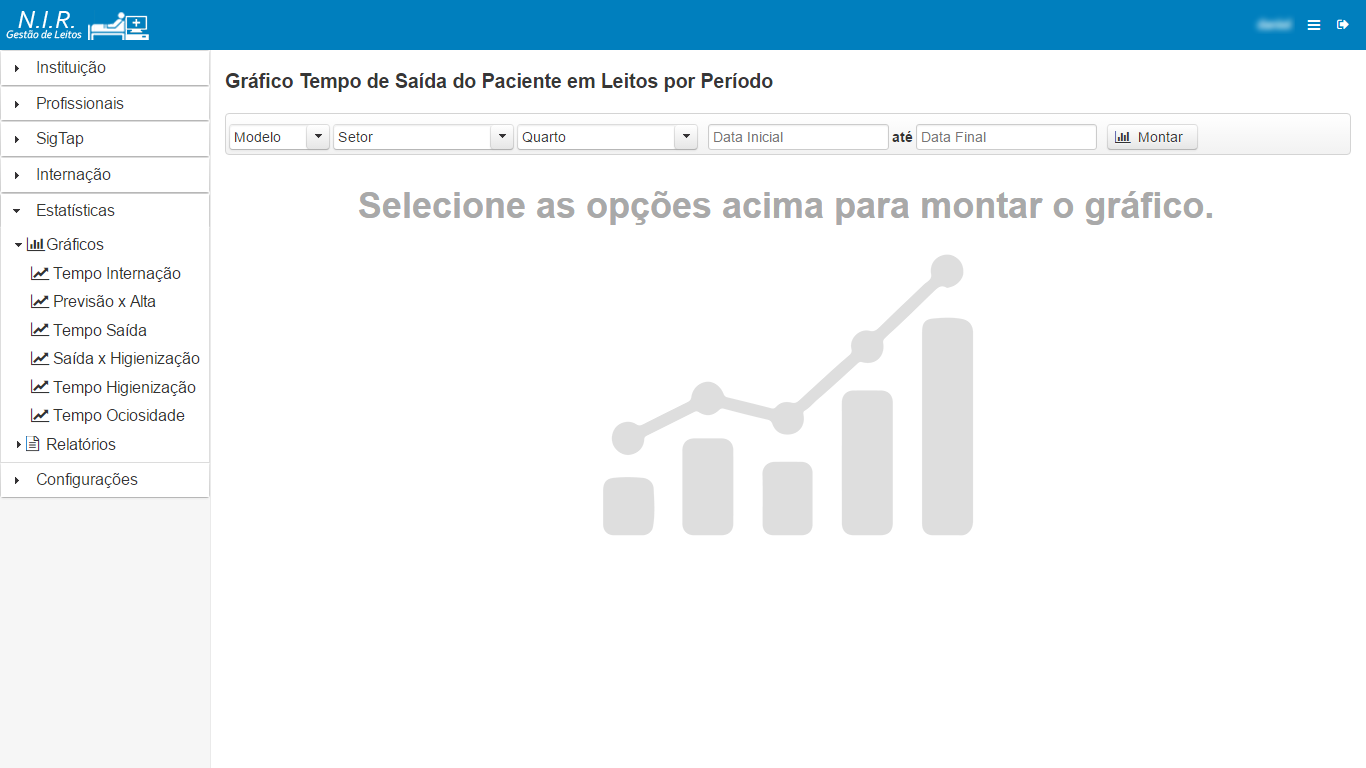 N.I.R.
Gestão de Leitos
Instituição
Profissionais
SigTap
Internação
Estatísticas
Gráficos
Tempo Internação
Previsão x Alta
Tempo Saída
Saída x Higienização
Tempo Higienização
Tempo Ociosidade
Relatórios
Configurações
Gráfico Tempo de Saída do Paciente em Leitos por Período
Modelo Setor Quarto Data Inicial até Data Final Montar
Selecione as opções acima para montar o gráfico.